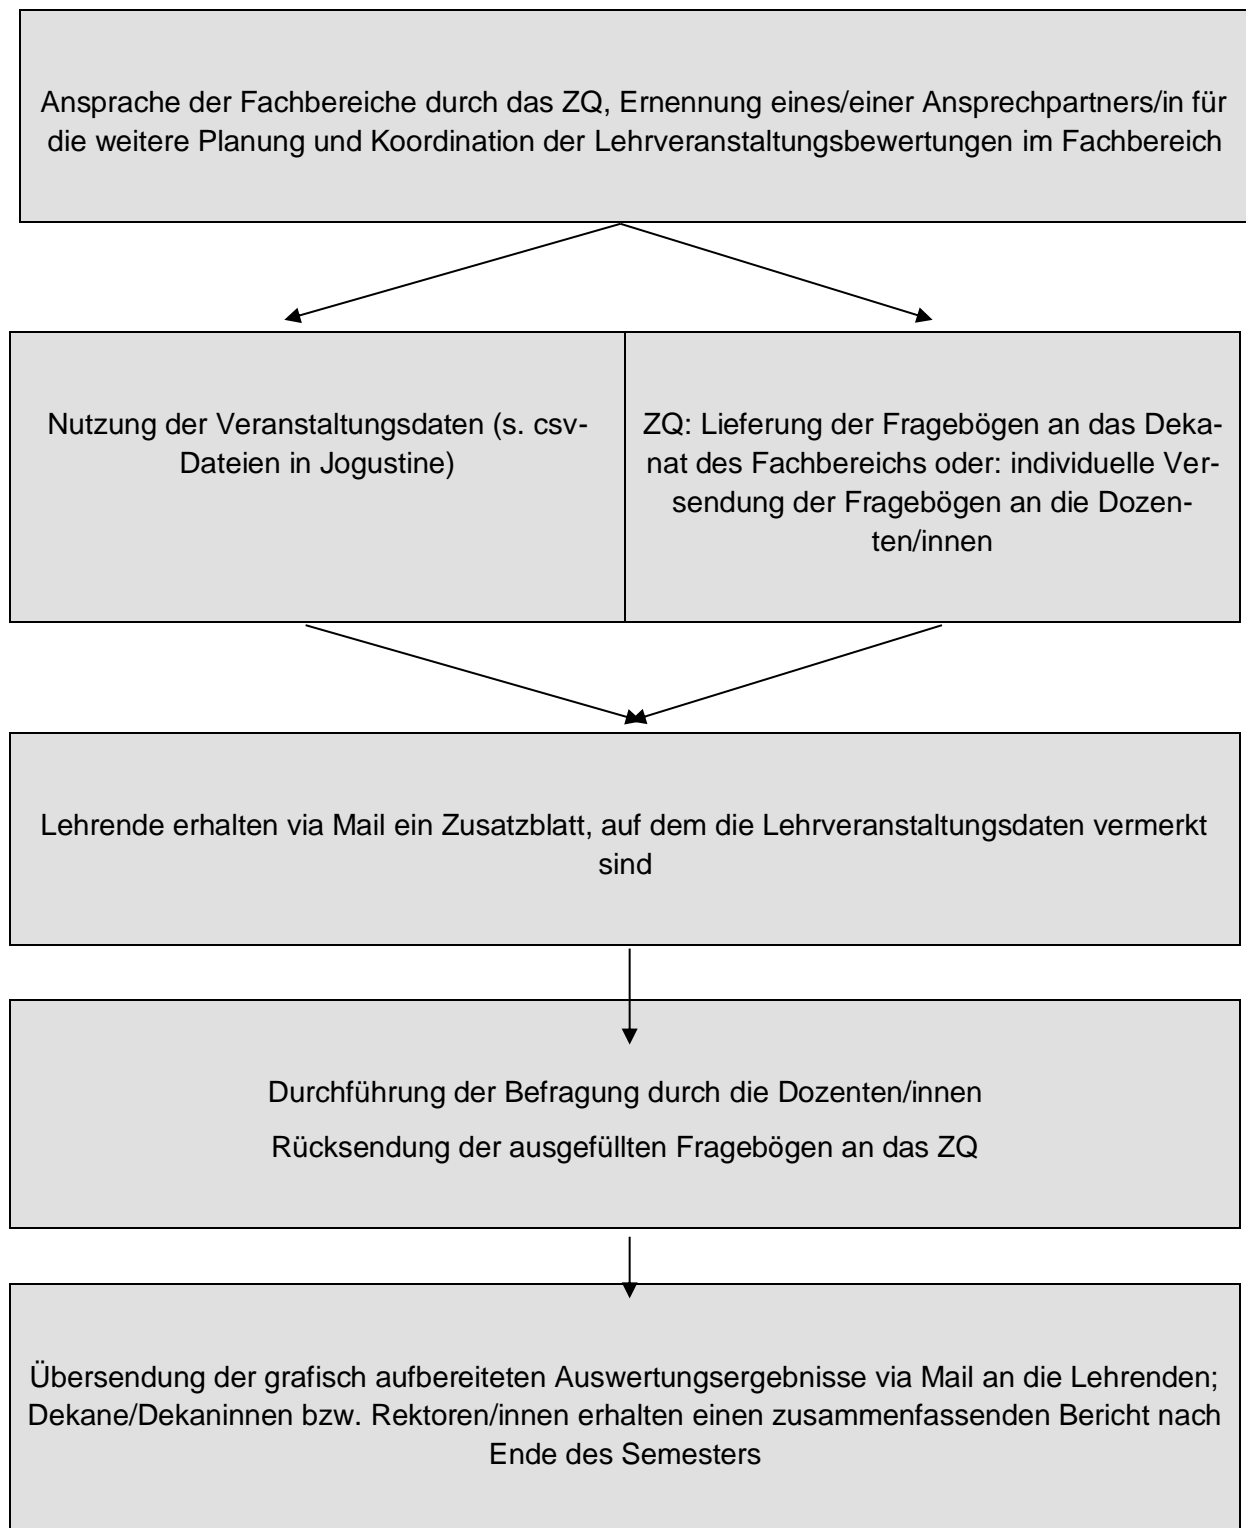 Ansprache der Fachbereiche durch das ZQ, Ernennung eines/einer Ansprechpartners/in für
die weitere Planung und Koordination der Lehrveranstaltungsbewertungen im Fachbereich
Nutzung der Veranstaltungsdaten (s. csv-
Dateien in Jogustine)
ZQ: Lieferung der Fragebögen an das Deka-
nat des Fachbereichs oder: individuelle Ver-
sendung der Fragebögen an die Dozen-
ten/innen
Lehrende erhalten via Mail ein Zusatzblatt, auf dem die Lehrveranstaltungsdaten vermerkt
sind
Durchführung der Befragung durch die Dozenten/innen
Rücksendung der ausgefüllten Fragebögen an das ZQ
Übersendung der grafisch aufbereiteten Auswertungsergebnisse via Mail an die Lehrenden;
Dekane/Dekaninnen bzw. Rektoren/innen erhalten einen zusammenfassenden Bericht nach
Ende des Semesters